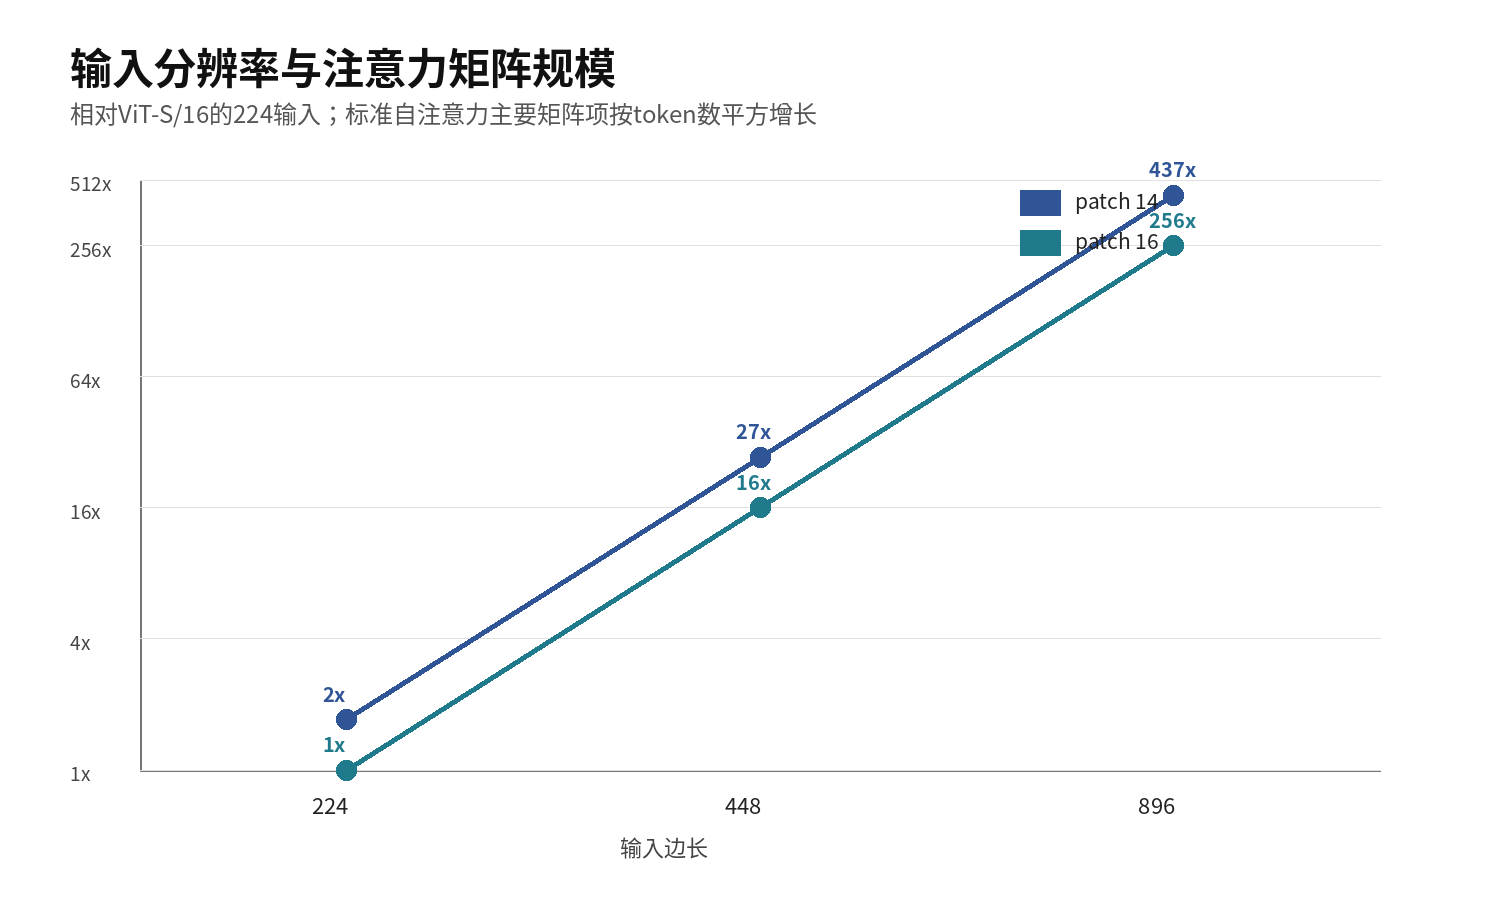 输入分辨率与注意力矩阵规模
相对ViT-S/16的224输入；标准自注意力主要矩阵项按token数平方增长
512x
256x
64x
16x
4x
1x
patch 14
patch 16
437x
256x
27x
16x
2x
1x
224
448
896
输入边长